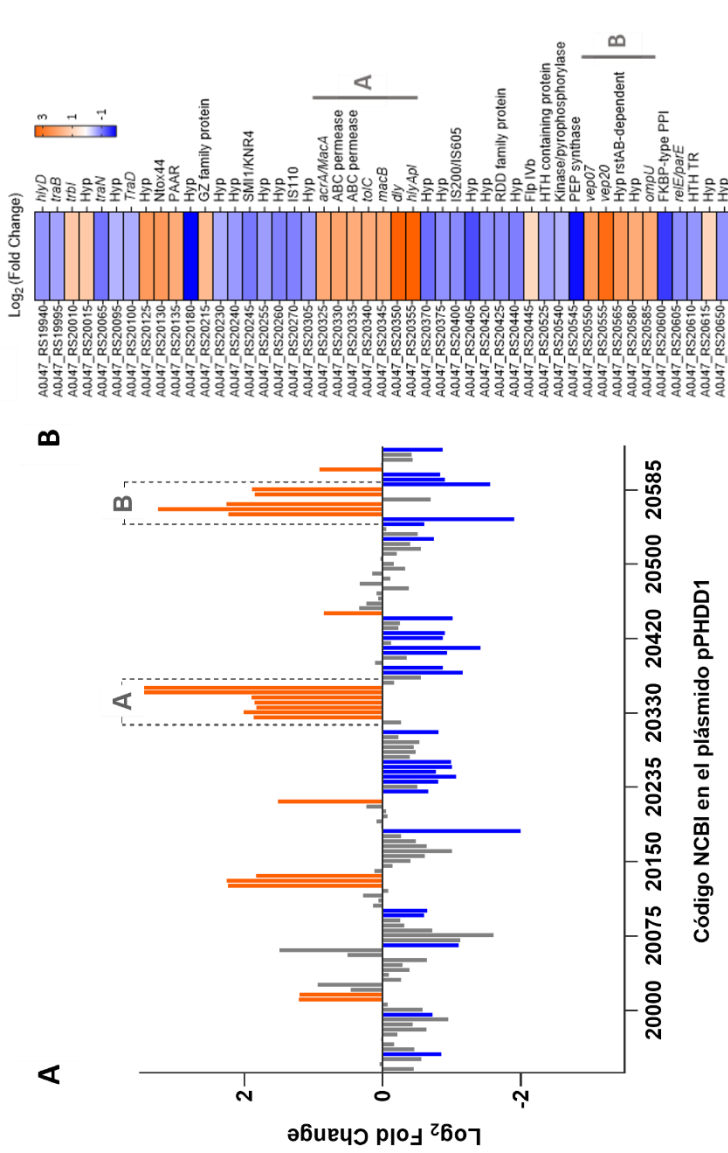 A
Log2 Fold Change
2
0
-2
A
B
20000
20075
20150
20235
20330
20420
20500
20585
Código NCBI en el plásmido pPHDD1
B
Log2 (Fold Change)
3
1
-1
A0J47_RS19940 hlyD
A0J47_RS19995 traB
A0J47_RS20010 trbI
A0J47_RS20015 Hyp
A0J47_RS20065 traN
A0J47_RS20095 Hyp
A0J47_RS20100 TraD
A0J47_RS20125 Hyp
A0J47_RS20130 Ntox44
A0J47_RS20135 PAAR
A0J47_RS20180 Hyp
A0J47_RS20215 GZ family protein
A0J47_RS20230 Hyp
A0J47_RS20240 Hyp
A0J47_RS20245 SMI1/KNR4
A0J47_RS20255 Hyp
A0J47_RS20260 Hyp
A0J47_RS20270 IS110
A0J47_RS20305 Hyp
A0J47_RS20325 acrA/MacA
A0J47_RS20330 ABC permease
A0J47_RS20335 ABC permease
A0J47_RS20340 tolC
A0J47_RS20345 macB
A0J47_RS20350 dly
A0J47_RS20355 hlyApl
A0J47_RS20370 Hyp
A0J47_RS20375 Hyp
A0J47_RS20400 IS200/IS605
A0J47_RS20405 Hyp
A0J47_RS20420 Hyp
A0J47_RS20425 RDD family protein
A0J47_RS20440 Hyp
A0J47_RS20445 Flp IVb
A0J47_RS20525 HTH containing protein
A0J47_RS20540 Kinase/pyrophosphorylase
A0J47_RS20545 PEP synthase
A0J47_RS20550 vep07
A0J47_RS20555 vep20
A0J47_RS20565 Hyp rstAB-dependent
A0J47_RS20580 Hyp
A0J47_RS20585 ompU
A0J47_RS20600 FKBP-type PPI
A0J47_RS20605 relE/parE
A0J47_RS20610 HTH TR
A0J47_RS20615 Hyp
A0J47_RS20650 Hyp
A
B